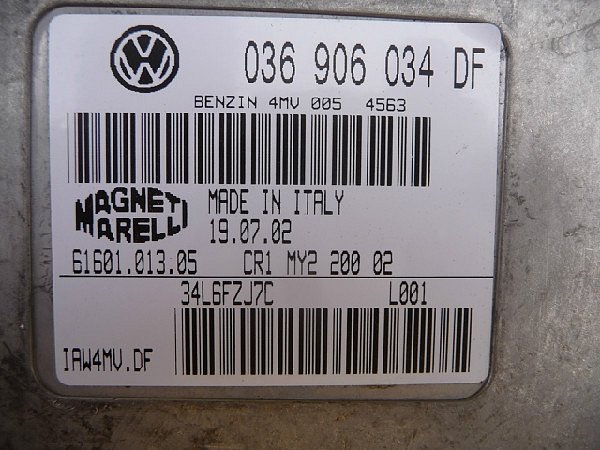 VW 036 906 034 DF
BENZIN 4MV 005 4563
MAGNETI MARELLI
MADE IN ITALY
19.07.02
61601.013.05 CR1 MY2 200 02
34L6FZJ7C L001
IAW4MV.DF